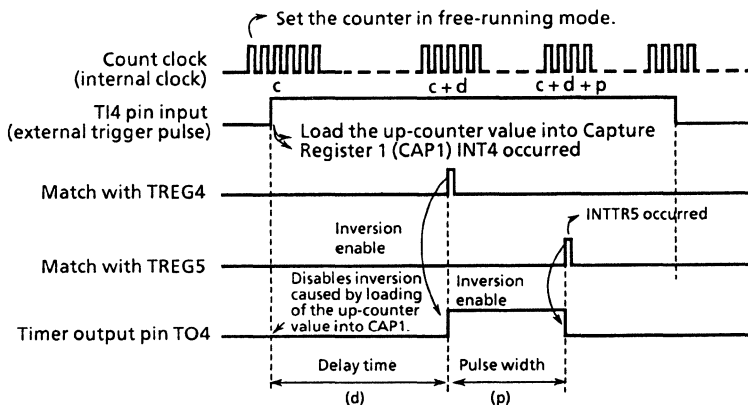 Set the counter in free-running mode.
Count clock
(internal clock)
c
c + d
c + d + p
TI4 pin input
(external trigger pulse)
Load the up-counter value into Capture
Register 1 (CAP1) INT4 occurred
Match with TREG4
Inversion
enable
INTTR5 occurred
Match with TREG5
Disables inversion
caused by loading
of the up-counter
value into CAP1.
Inversion
enable
Timer output pin TO4
Delay time
(d)
Pulse width
(p)